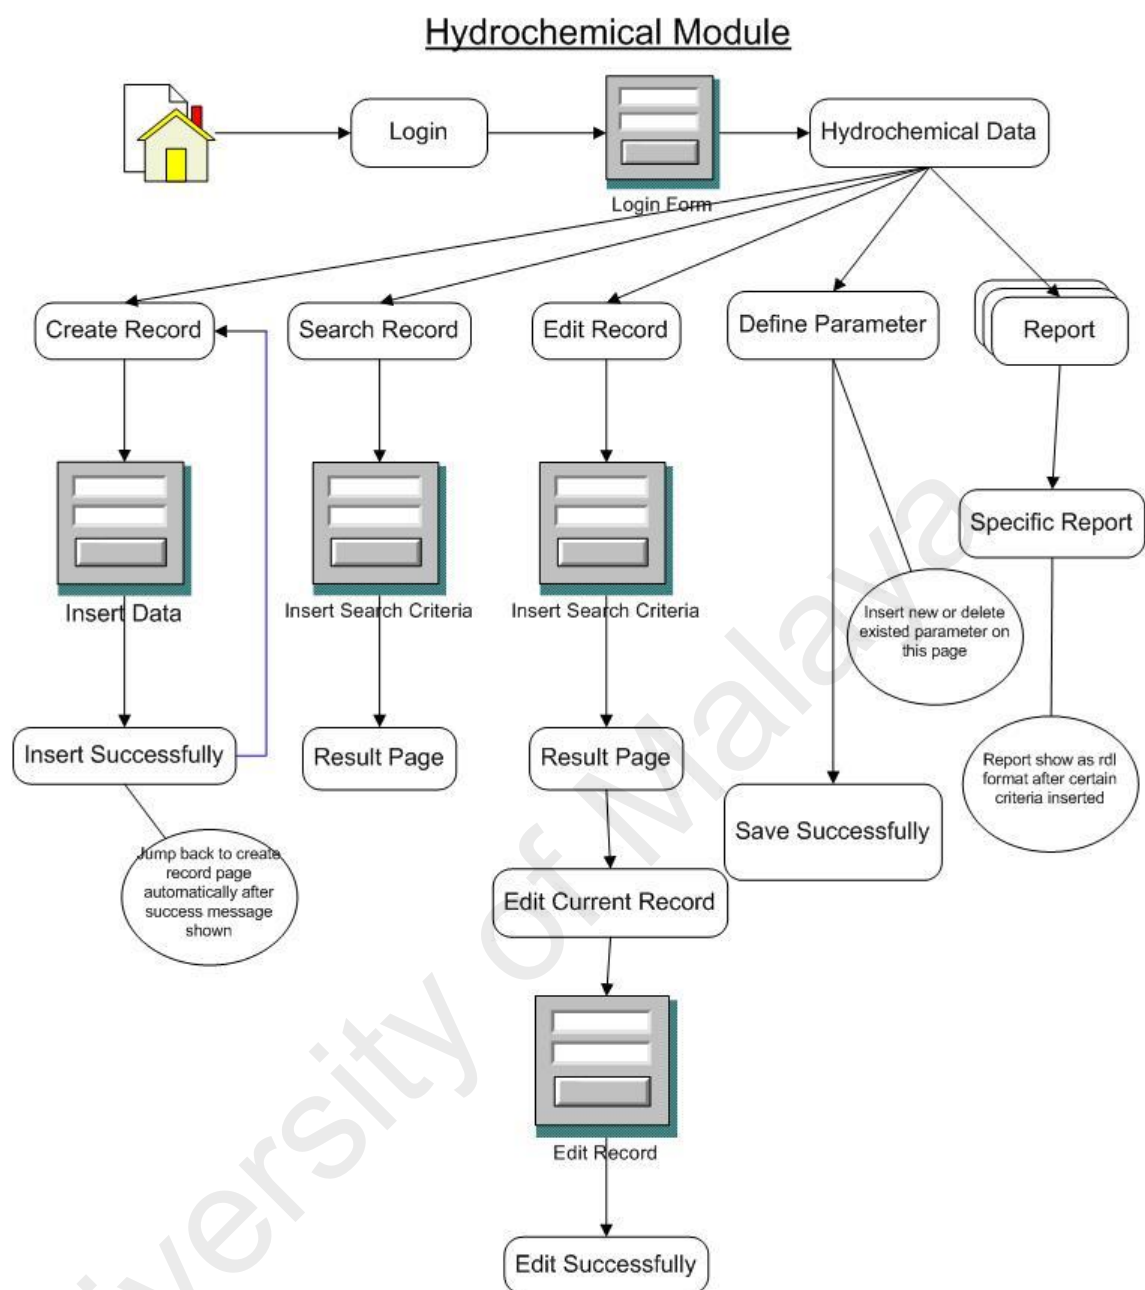 Hydrochemical Module
Login
Hydrochemical Data
Login Form
Create Record
Search Record
Edit Record
Define Parameter
Report
Specific Report
Insert Data
Insert Search Criteria
Insert Search Criteria
Insert new or delete
existed parameter on
this page
Insert Successfully
Result Page
Result Page
Report show as rdl
format after certain
criteria inserted
Save Successfully
Jump back to create
record page
automatically after
success message
shown
Edit Current Record
Edit Record
Edit Successfully
versity of Malaya